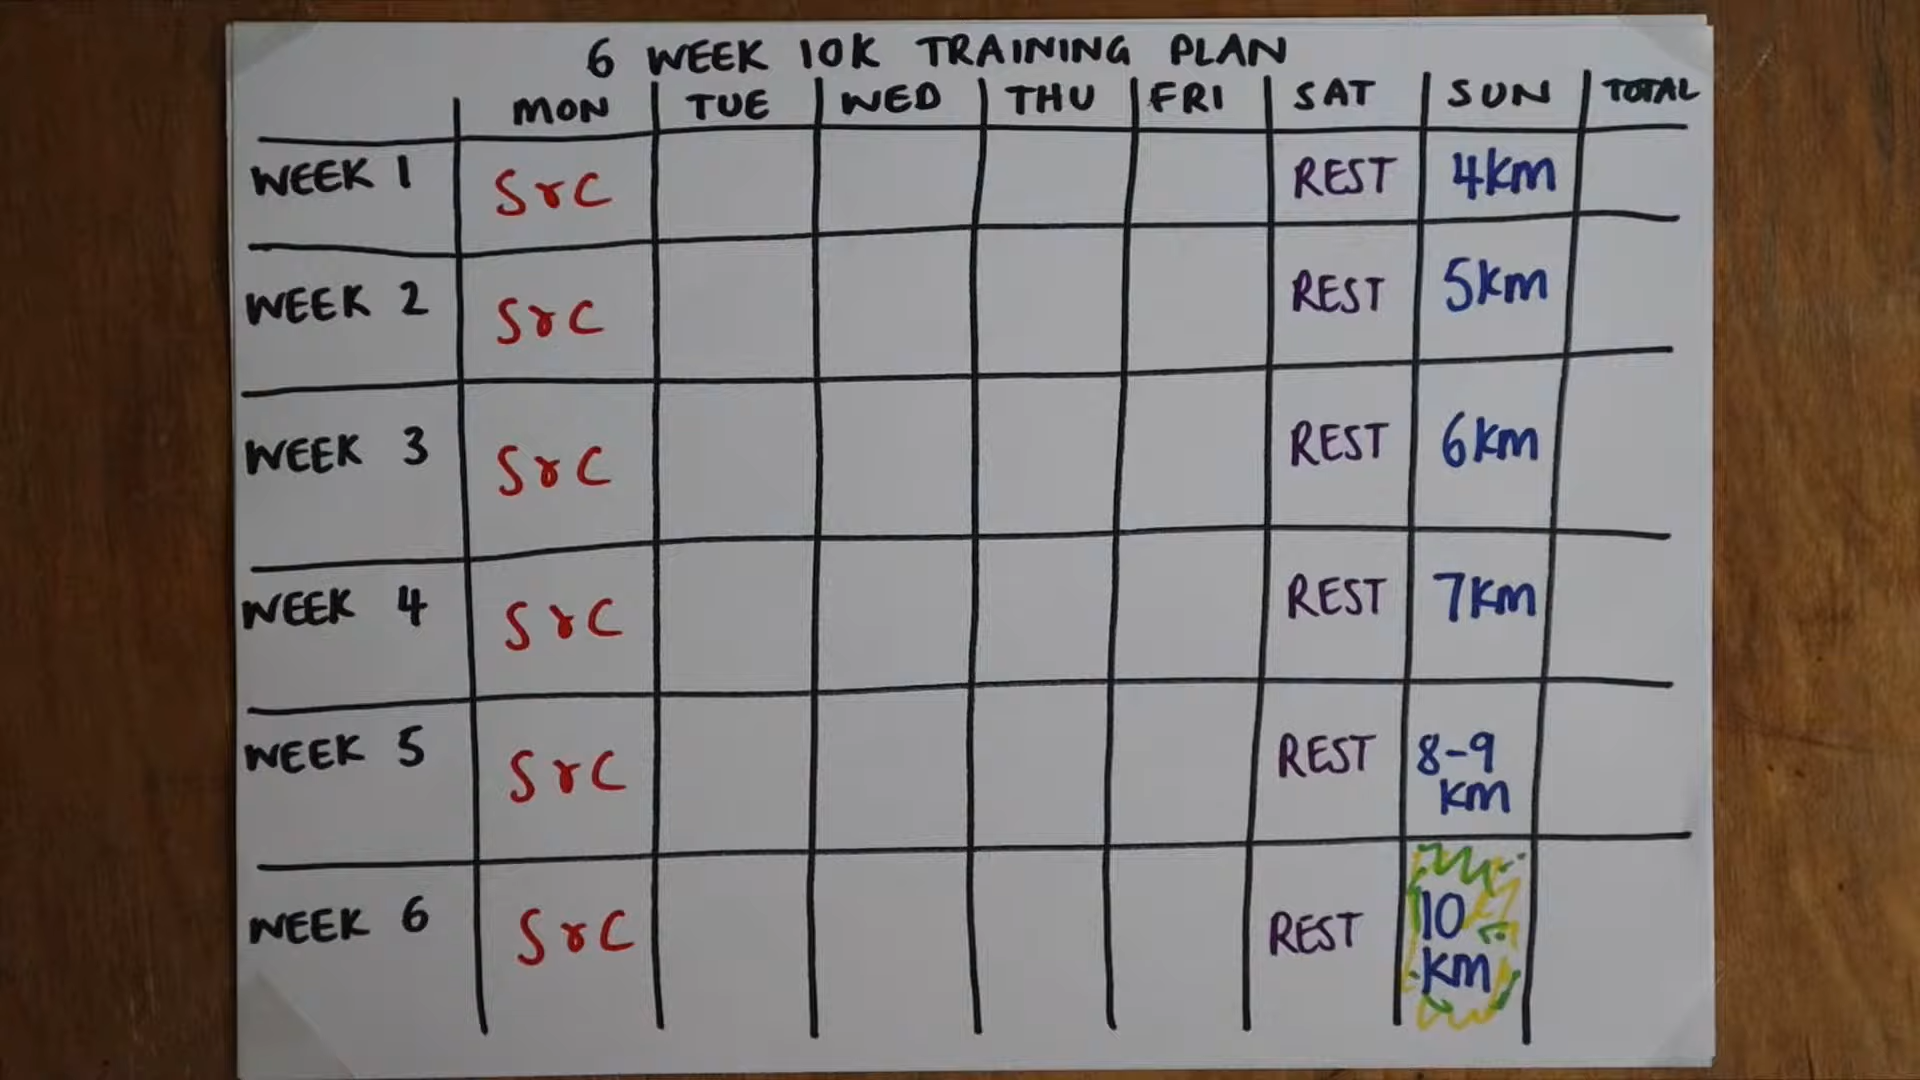 6 WEEK 10K TRAINING PLAN
MON TUE WED THU FRI SAT SUN TOTAL
WEEK 1 S&C REST 4km
WEEK 2 S&C REST 5km
WEEK 3 S&C REST 6km
WEEK 4 S&C REST 7km
WEEK 5 S&C REST 8-9 km
WEEK 6 S&C REST 10 km